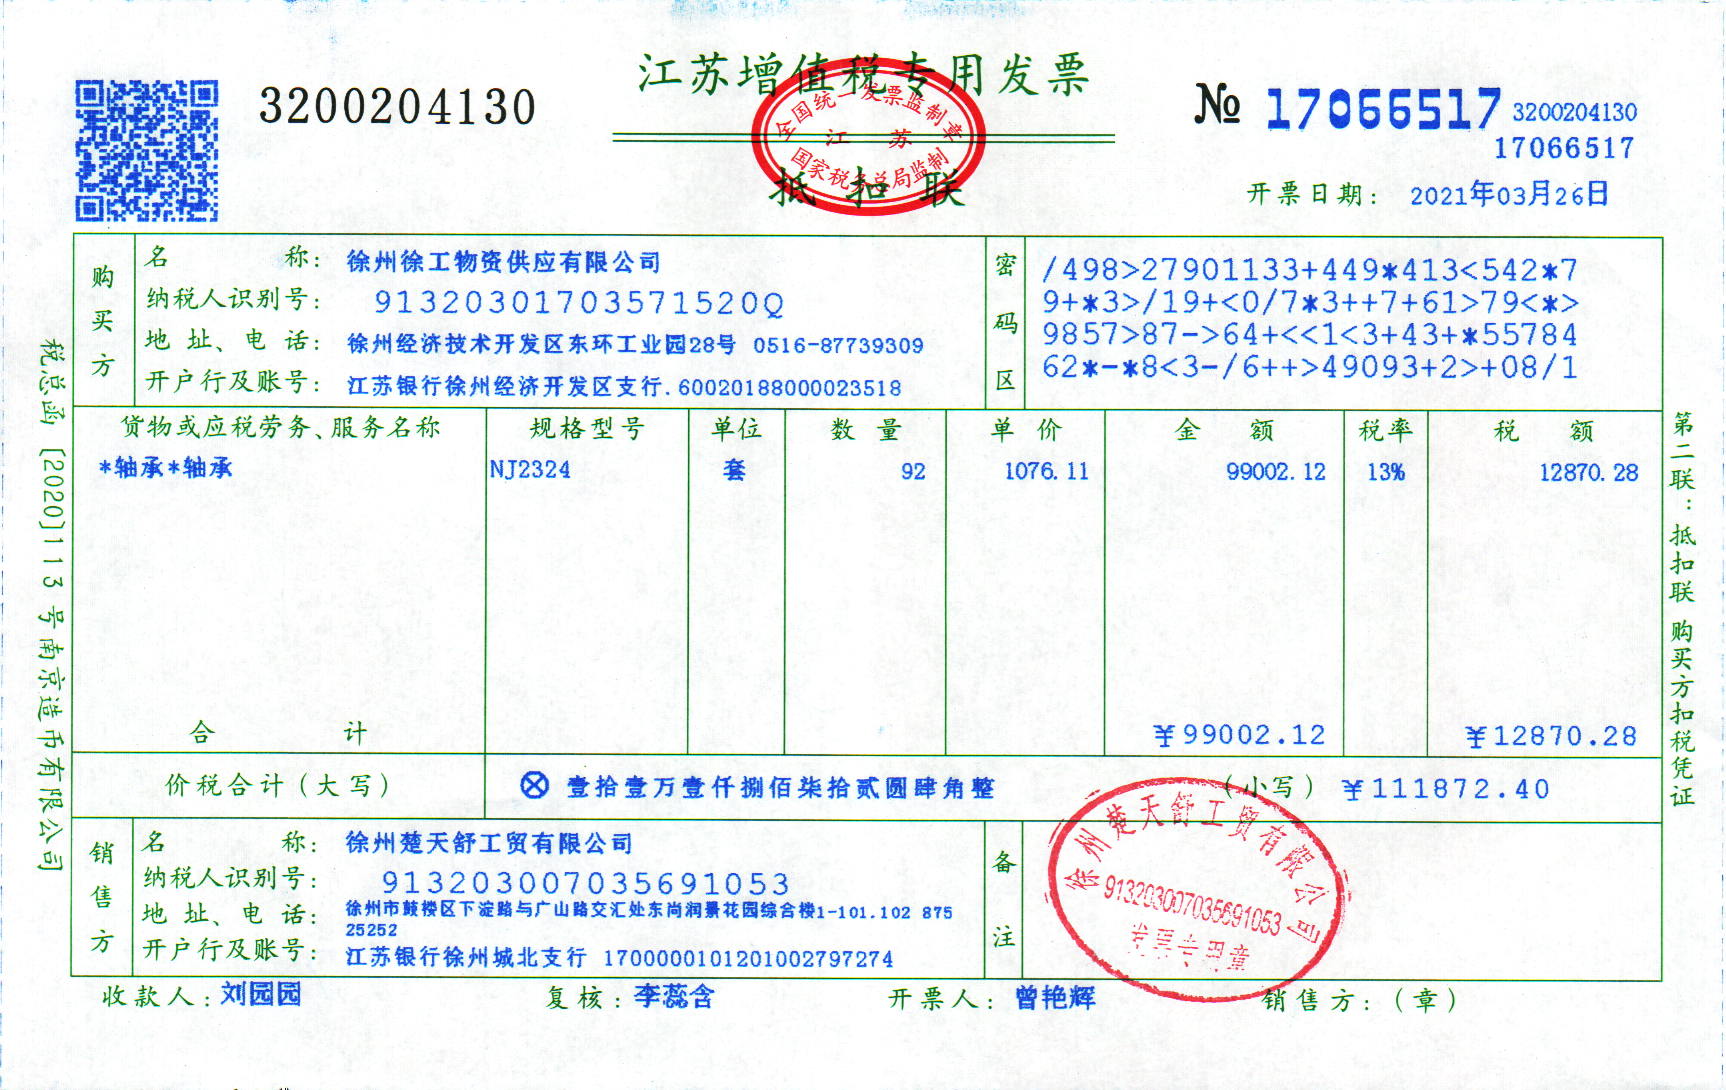 江苏增值税专用发票
3200204130
№ 17066517 3200204130
17066517
全国统一发票监制章
江 苏
国家税务总局监制
抵 扣 联
开票日期: 2021年03月26日
购买方
名 称: 徐州徐工物资供应有限公司
纳税人识别号: 91320301703571520Q
地 址、电 话: 徐州经济技术开发区东环工业园28号 0516-87739309
开户行及账号: 江苏银行徐州经济开发区支行.60020188000023518
密码区
/498>27901133+449*413<542*7
9+*3>/19+<0/7*3++7+61>79<*>
9857>87->64+<<1<3+43+*55784
62*-*8<3-/6++>49093+2>+08/1
货物或应税劳务、服务名称 规格型号 单位 数 量 单 价 金 额 税率 税 额
*轴承*轴承 NJ2324 套 92 1076.11 99002.12 13% 12870.28
合 计 ¥99002.12 ¥12870.28
价税合计(大写) ⊗ 壹拾壹万壹仟捌佰柒拾贰圆肆角整 (小写) ¥111872.40
销售方
名 称: 徐州楚天舒工贸有限公司
纳税人识别号: 913203007035691053
地 址、电 话: 徐州市鼓楼区下淀路与广山路交汇处东尚润景花园综合楼1-101.102 875
25252
开户行及账号: 江苏银行徐州城北支行 1700000101201002797274
备注
徐州楚天舒工贸有限公司
913203007035691053
发票专用章
收款人: 刘园园 复核: 李蕊含 开票人: 曾艳辉 销售方:(章)
税总函[2020]113号南京造币有限公司
第二联:抵扣联 购买方扣税凭证